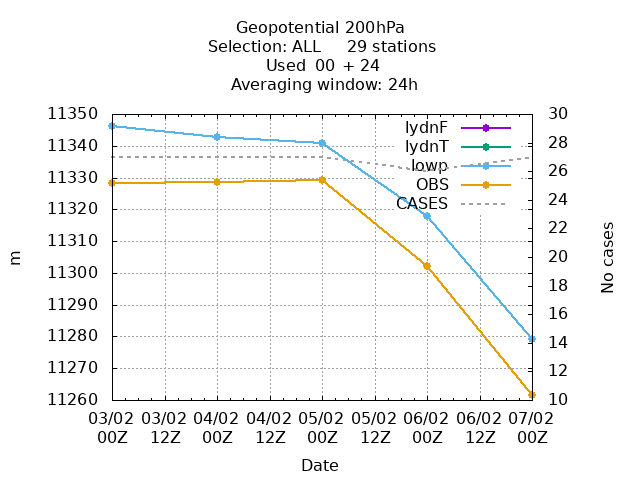 Geopotential 200hPa
Selection: ALL 29 stations
Used 00 + 24
Averaging window: 24h
11350
11340
11330
11320
11310
11300
11290
11280
11270
11260
m
30
28
26
24
22
20
18
16
14
12
10
No cases
lydnF
lydnT
lowp
OBS
CASES
03/02 03/02 04/02 04/02 05/02 05/02 06/02 06/02 07/02
00Z 12Z 00Z 12Z 00Z 12Z 00Z 12Z 00Z
Date